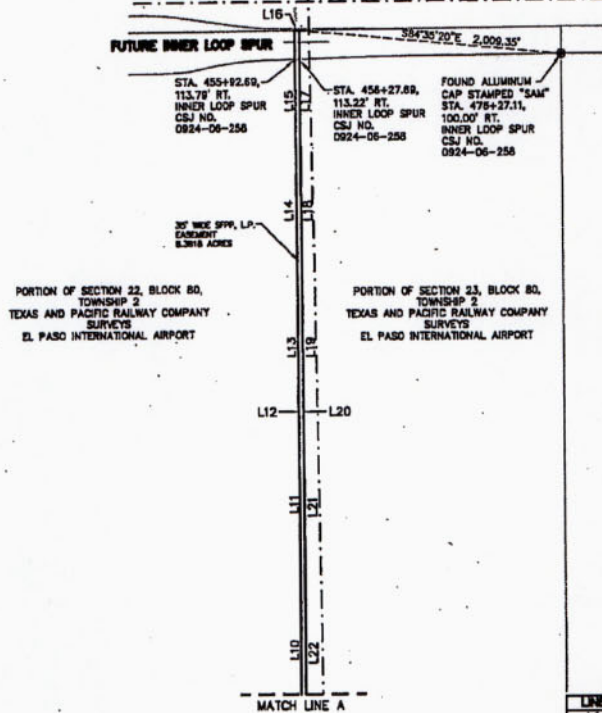 L16
S84°35'20"E 2,009.35'
FUTURE INNER LOOP SPUR
STA. 455+92.69,
113.79' RT.
INNER LOOP SPUR
CSJ NO.
0924-06-258
L15
L17
STA. 456+27.69,
113.22' RT.
INNER LOOP SPUR
CSJ NO.
0924-06-258
FOUND ALUMINUM
CAP STAMPED "SAM"
STA. 476+27.11,
100.00' RT.
INNER LOOP SPUR
CSJ NO.
0924-06-258
L14
L18
35' WIDE SFPP, L.P.
EASEMENT
ACRES
PORTION OF SECTION 22, BLOCK 80,
TOWNSHIP 2
TEXAS AND PACIFIC RAILWAY COMPANY
SURVEYS
EL PASO INTERNATIONAL AIRPORT
PORTION OF SECTION 23, BLOCK 80,
TOWNSHIP 2
TEXAS AND PACIFIC RAILWAY COMPANY
SURVEYS
EL PASO INTERNATIONAL AIRPORT
L13
L19
L12
L20
L11
L21
L10
L22
MATCH LINE A
LINE